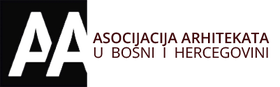 AA
ASOCIJACIJA ARHITEKATA
U BOSNI I HERCEGOVINI